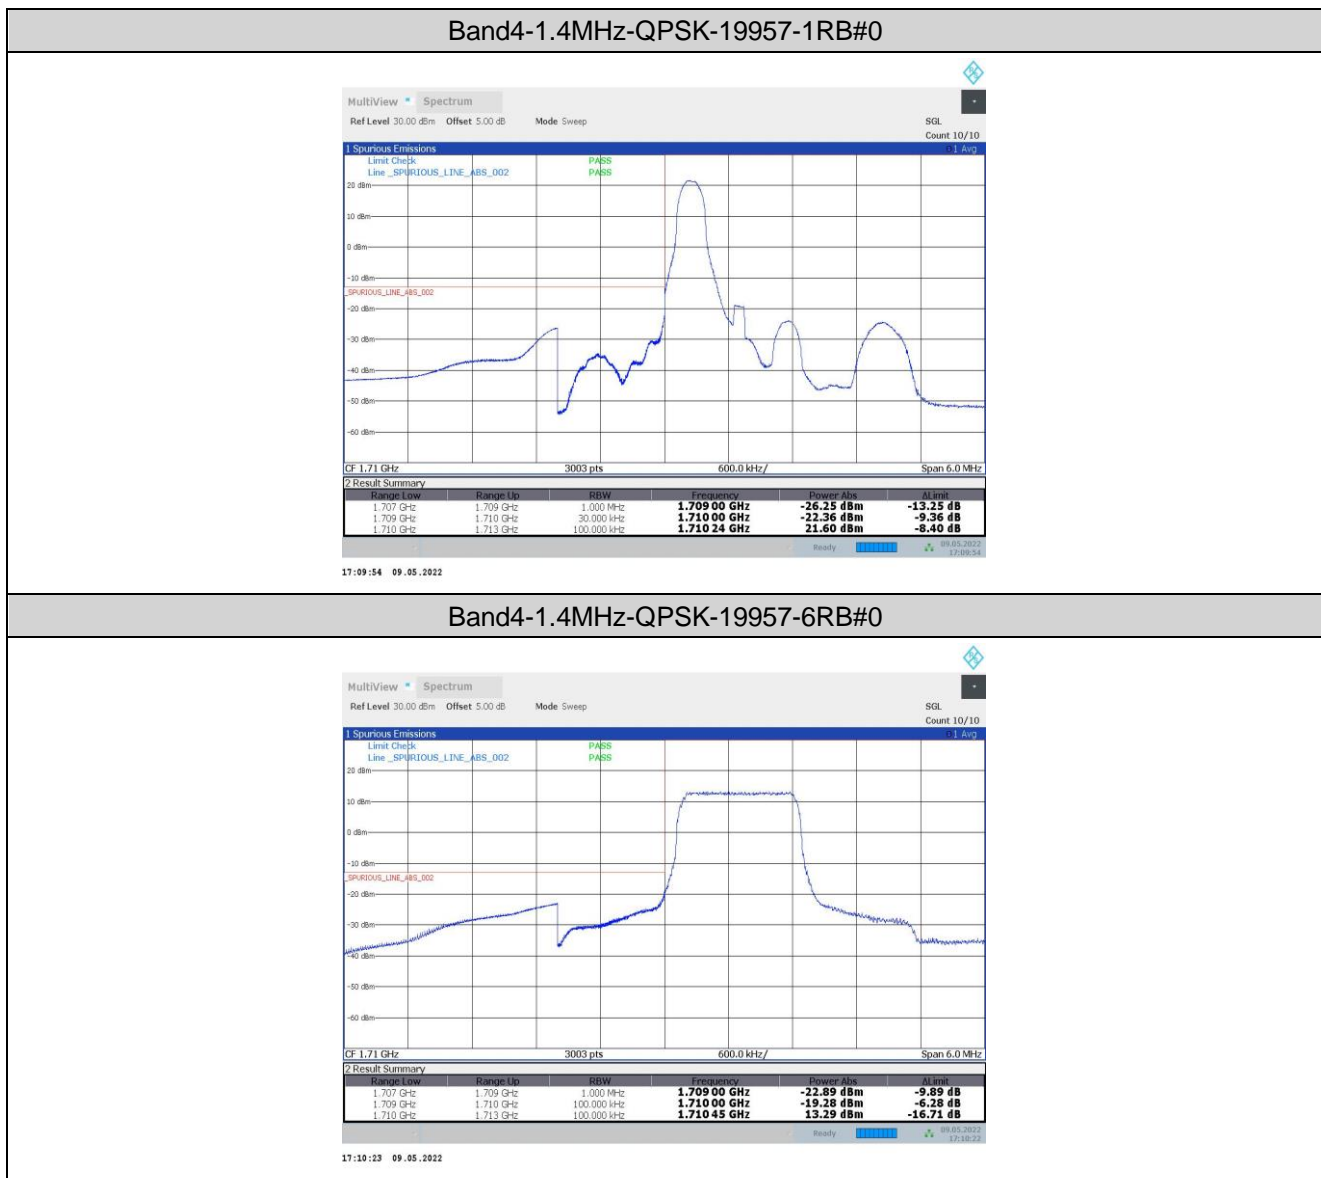 Band4-1.4MHz-QPSK-19957-1RB#0
MultiView Spectrum
Ref Level 30.00 dBm Offset 5.00 dB Mode Sweep SGL
Count 10/10
1 Spurious Emissions 1 Avg
Limit Check PASS
Line _SPURIOUS_LINE_ABS_002 PASS
20 dBm
10 dBm
0 dBm
-10 dBm
_SPURIOUS_LINE_ABS_002
-20 dBm
-30 dBm
-40 dBm
-50 dBm
-60 dBm
CF 1.71 GHz 3003 pts 600.0 kHz/ Span 6.0 MHz
2 Result Summary
Range Low Range Up RBW Frequency Power Abs ΔLimit
1.707 GHz 1.709 GHz 1.000 MHz 1.709 00 GHz -26.25 dBm -13.25 dB
1.709 GHz 1.710 GHz 30.000 kHz 1.710 00 GHz -22.36 dBm -9.36 dB
1.710 GHz 1.713 GHz 100.000 kHz 1.710 24 GHz 21.60 dBm -8.40 dB
Ready 09.05.2022
17:09:54
17:09:54 09.05.2022
Band4-1.4MHz-QPSK-19957-6RB#0
MultiView Spectrum
Ref Level 30.00 dBm Offset 5.00 dB Mode Sweep SGL
Count 10/10
1 Spurious Emissions 1 Avg
Limit Check PASS
Line _SPURIOUS_LINE_ABS_002 PASS
20 dBm
10 dBm
0 dBm
-10 dBm
_SPURIOUS_LINE_ABS_002
-20 dBm
-30 dBm
-40 dBm
-50 dBm
-60 dBm
CF 1.71 GHz 3003 pts 600.0 kHz/ Span 6.0 MHz
2 Result Summary
Range Low Range Up RBW Frequency Power Abs ΔLimit
1.707 GHz 1.709 GHz 1.000 MHz 1.709 00 GHz -22.89 dBm -9.89 dB
1.709 GHz 1.710 GHz 100.000 kHz 1.710 00 GHz -19.28 dBm -6.28 dB
1.710 GHz 1.713 GHz 100.000 kHz 1.710 45 GHz 13.29 dBm -16.71 dB
Ready 09.05.2022
17:10:22
17:10:23 09.05.2022